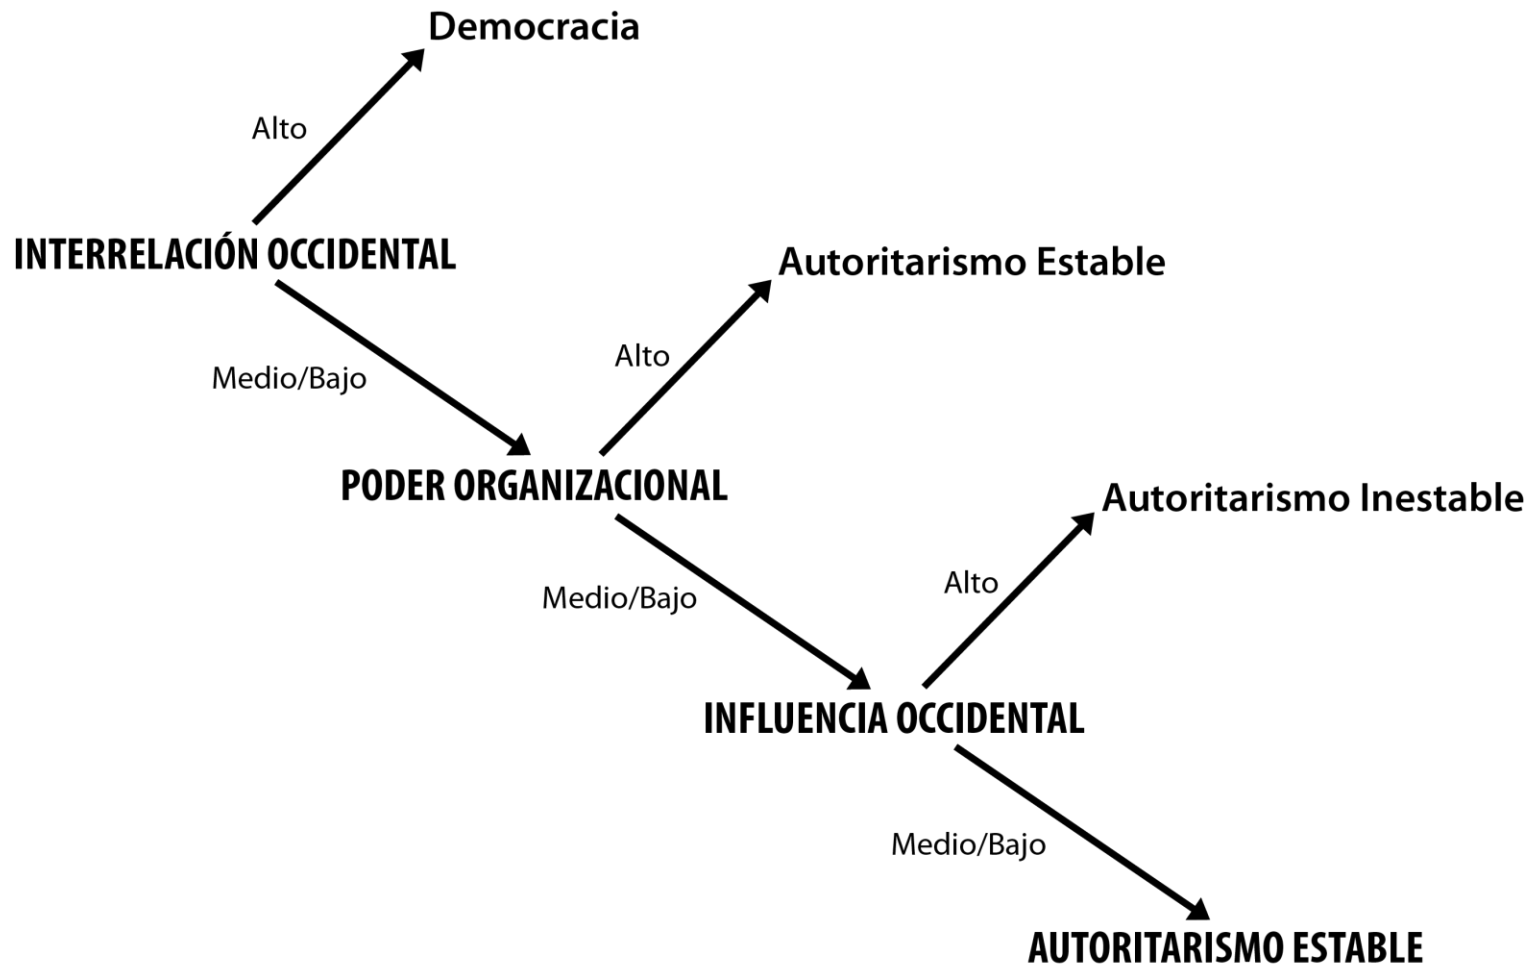 Democracia
Alto
INTERRELACIÓN OCCIDENTAL
Autoritarismo Estable
Alto
Medio/Bajo
PODER ORGANIZACIONAL
Autoritarismo Inestable
Alto
Medio/Bajo
INFLUENCIA OCCIDENTAL
Medio/Bajo
AUTORITARISMO ESTABLE